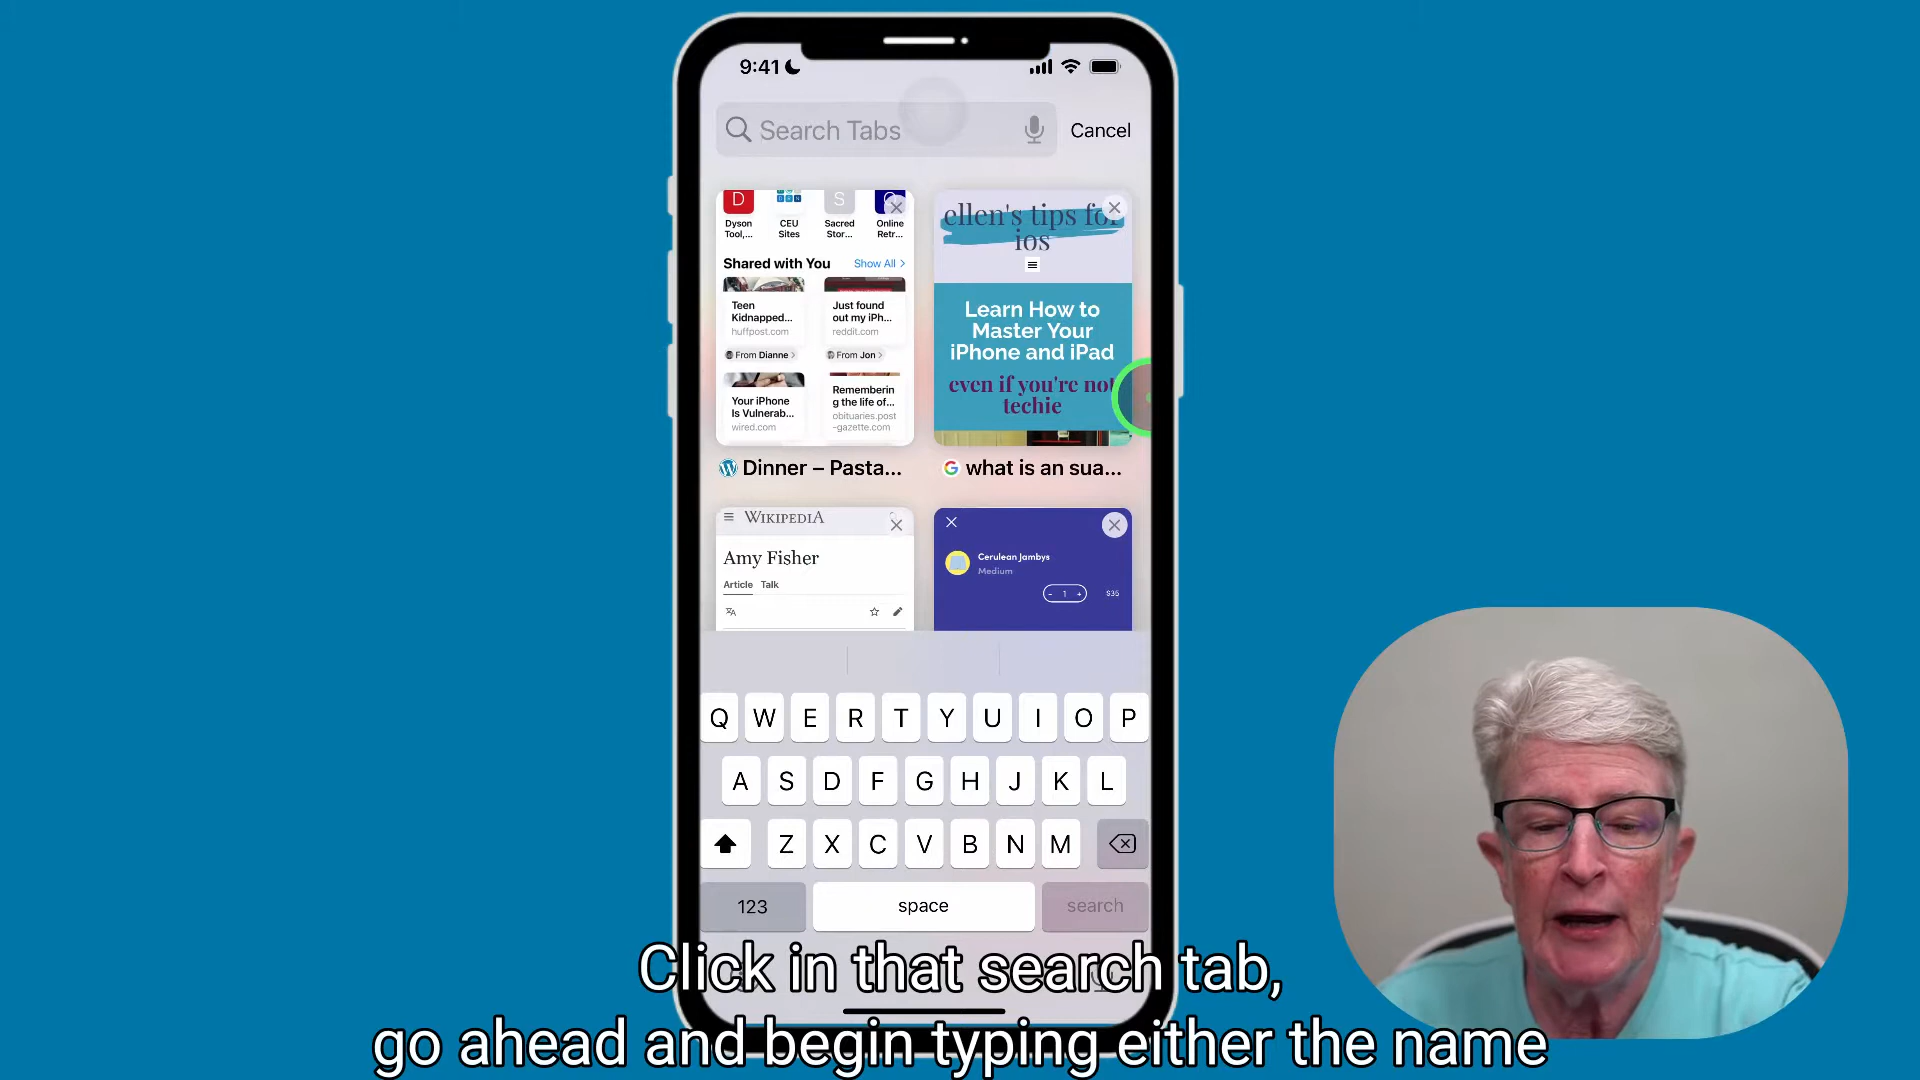 9:41
Search Tabs
Cancel
D
S
Dyson Tool,...
CEU Sites
Sacred Stor...
Online Retr...
Shared with You
Show All >
Teen Kidnapped...
huffpost.com
From Dianne >
Just found out my iPh...
reddit.com
From Jon >
Your iPhone Is Vulnerab...
wired.com
Rememberin
g the life of...
obituaries.post
-gazette.com
ellen's tips for
ios
Learn How to
Master Your
iPhone and iPad
even if you're not
techie
Dinner – Pasta...
what is an sua...
WIKIPEDIA
Amy Fisher
Article Talk
Cerulean Jambys
Medium
- 1 +
$35
Q W E R T Y U I O P
A S D F G H J K L
Z X C V B N M
123 space search
Click in that search tab,
go ahead and begin typing either the name